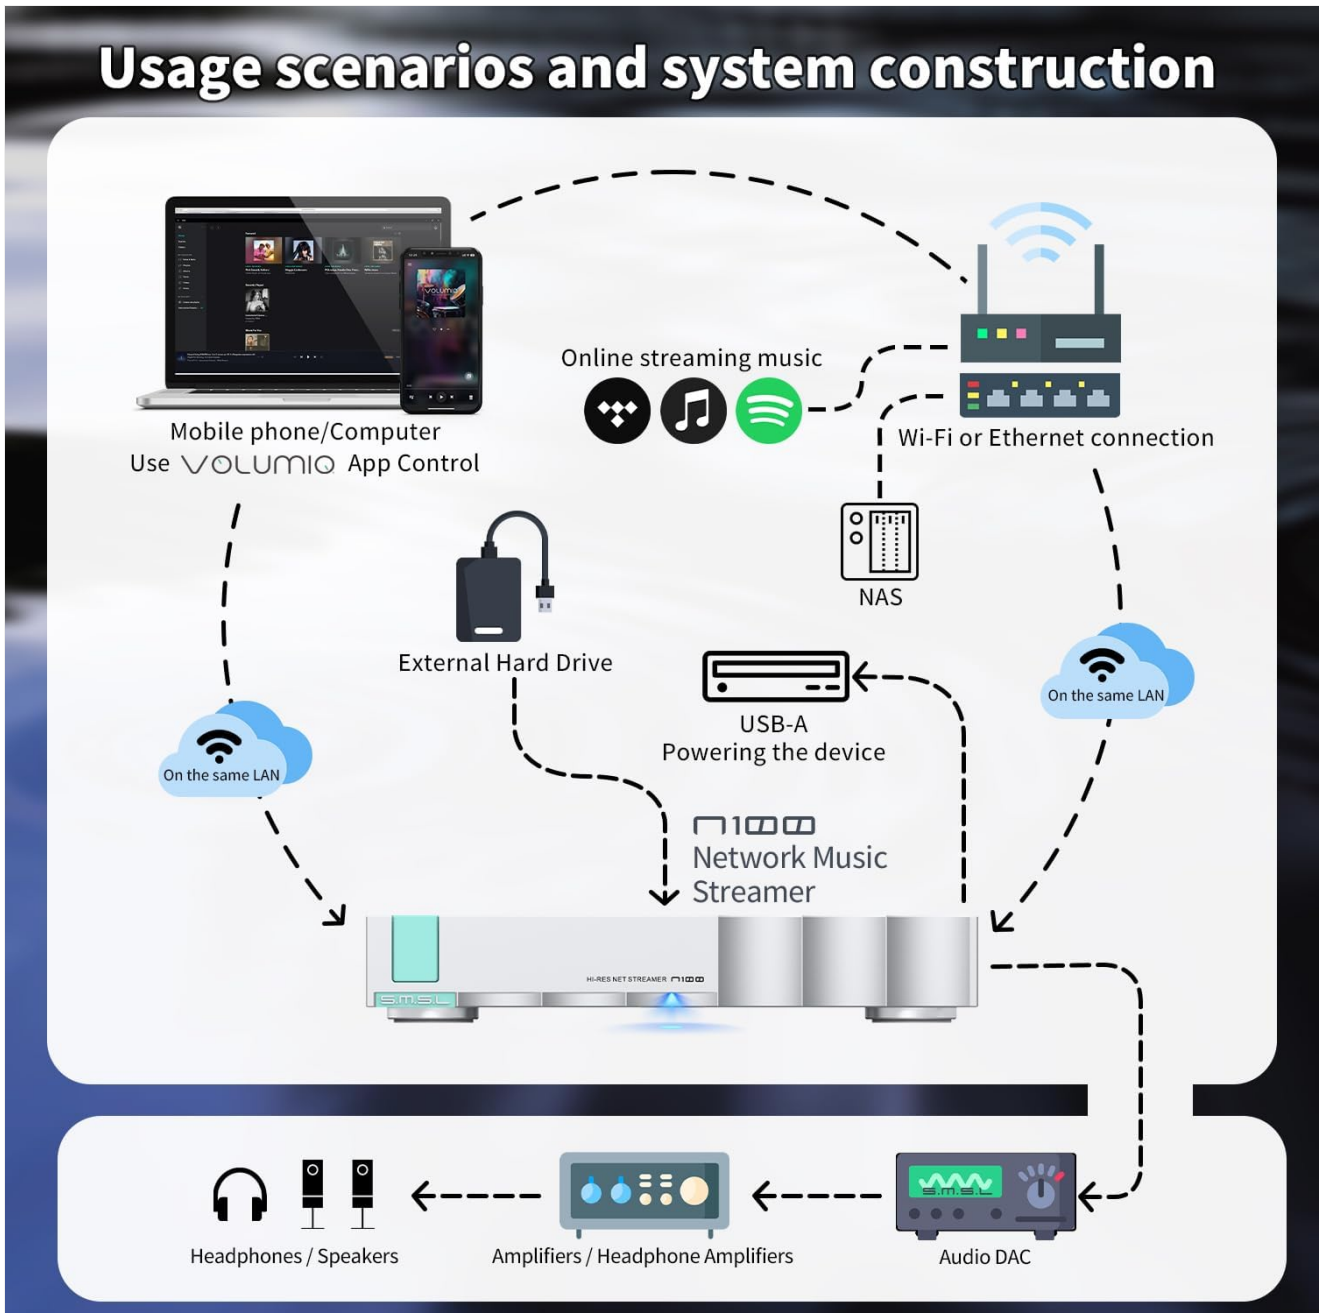 Usage scenarios and system construction
VOLUMIO
Online streaming music
Mobile phone/Computer
Use VOLUMIO App Control
Wi-Fi or Ethernet connection
NAS
External Hard Drive
On the same LAN
USB-A
Powering the device
On the same LAN
n100
Network Music
Streamer
HI-RES NET STREAMER n100
S.M.S.L
S.M.S.L
Headphones / Speakers
Amplifiers / Headphone Amplifiers
Audio DAC